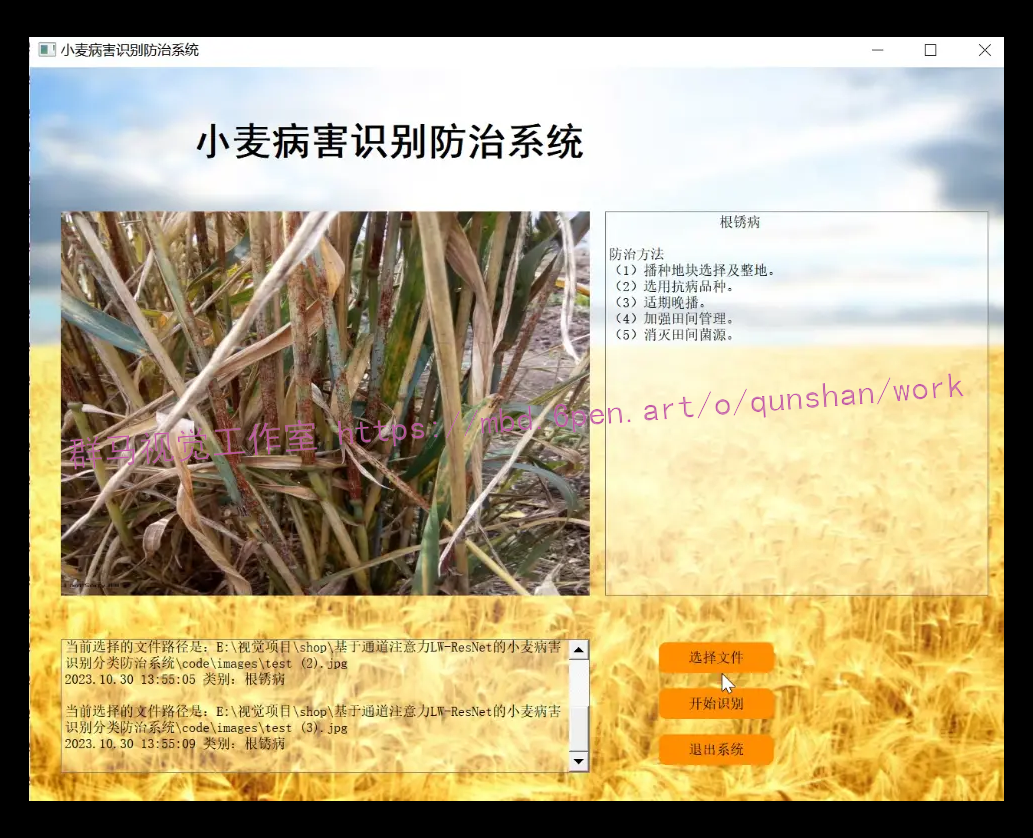 小麦病害识别防治系统
小麦病害识别防治系统
根锈病
防治方法
（1）播种地块选择及整地。
（2）选用抗病品种。
（3）适期晚播。
（4）加强田间管理。
（5）消灭田间菌源。
群马视觉工作室 https://mbd.6pen.art/o/qunshan/work
当前选择的文件路径是：E:\视觉项目\shop\基于通道注意力LW-ResNet的小麦病害
识别分类防治系统\code\images\test (2).jpg
2023.10.30 13:55:05 类别：根锈病
当前选择的文件路径是：E:\视觉项目\shop\基于通道注意力LW-ResNet的小麦病害
识别分类防治系统\code\images\test (3).jpg
2023.10.30 13:55:09 类别：根锈病
选择文件
开始识别
退出系统